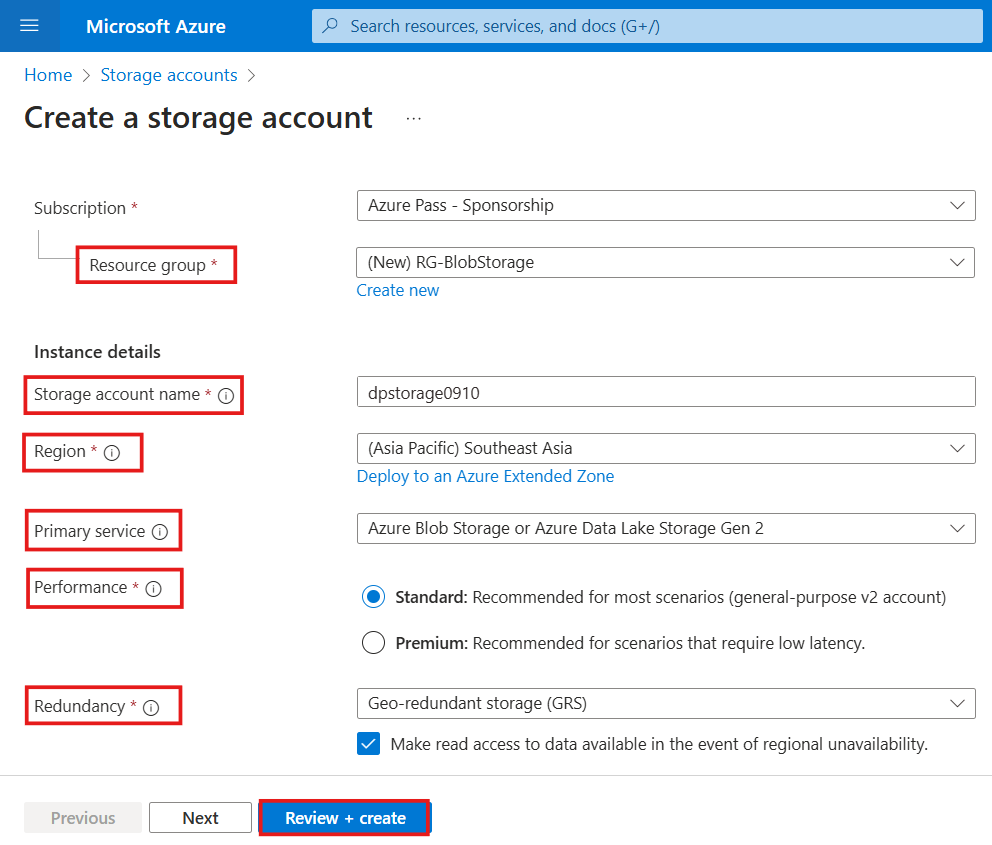 Microsoft Azure
Search resources, services, and docs (G+/)
Home > Storage accounts >
Create a storage account ...
Subscription *
Azure Pass - Sponsorship
Resource group *
(New) RG-BlobStorage
Create new
Instance details
Storage account name *
dpstorage0910
Region *
(Asia Pacific) Southeast Asia
Deploy to an Azure Extended Zone
Primary service
Azure Blob Storage or Azure Data Lake Storage Gen 2
Performance *
Standard: Recommended for most scenarios (general-purpose v2 account)
Premium: Recommended for scenarios that require low latency.
Redundancy *
Geo-redundant storage (GRS)
Make read access to data available in the event of regional unavailability.
Previous
Next
Review + create